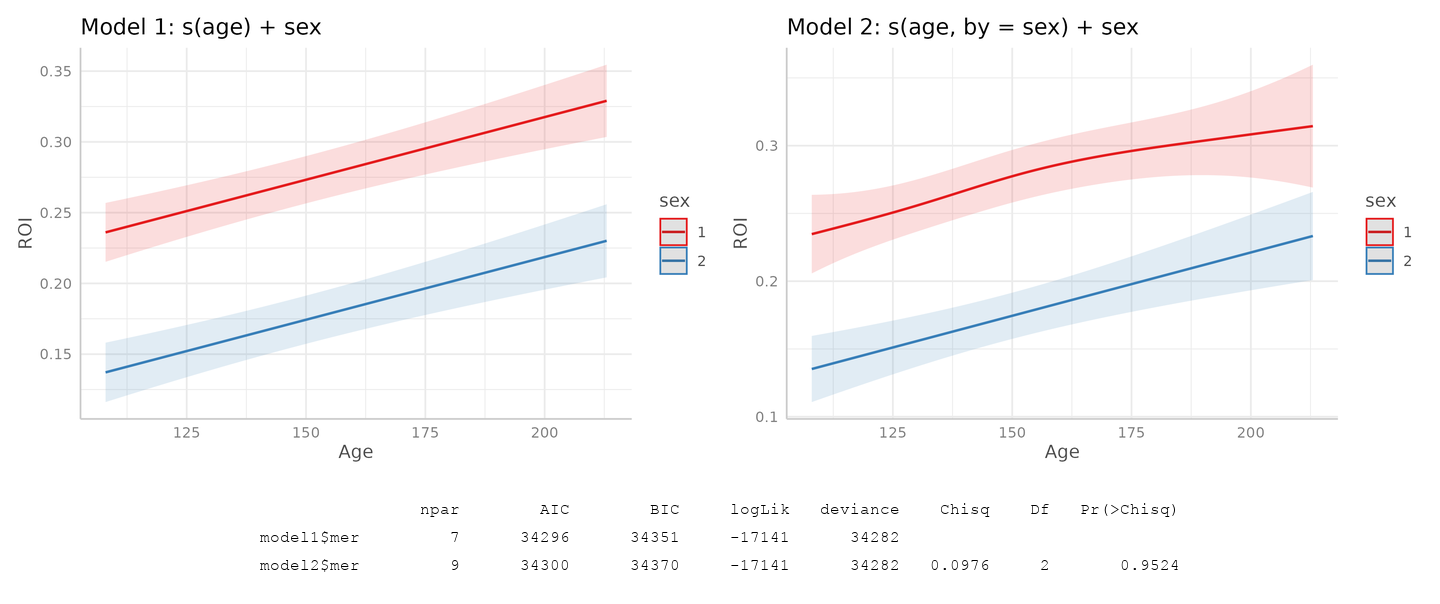 Model 1: s(age) + sex
0.35
0.30
0.25
0.20
0.15
ROI
125 150 175 200
Age
sex
1
2
Model 2: s(age, by = sex) + sex
0.3
0.2
0.1
ROI
125 150 175 200
Age
sex
1
2
npar AIC BIC logLik deviance Chisq Df Pr(>Chisq)
model1$mer 7 34296 34351 -17141 34282
model2$mer 9 34300 34370 -17141 34282 0.0976 2 0.9524